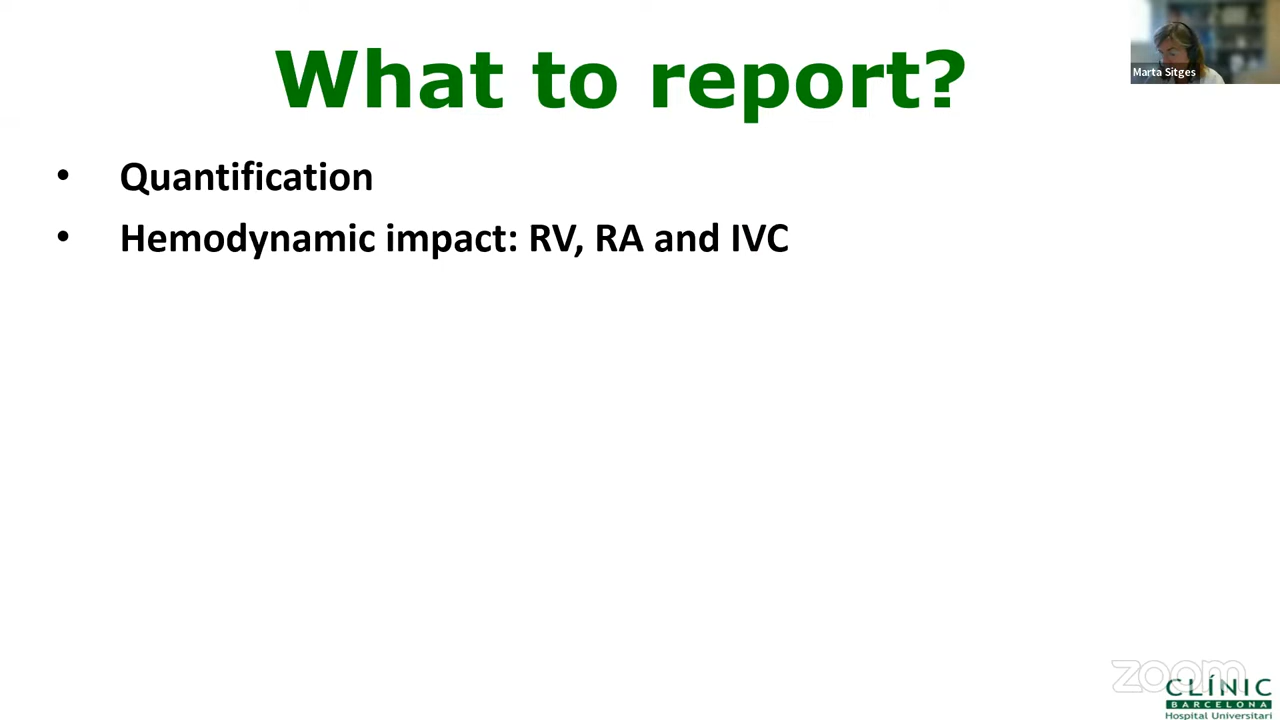 What to report?
Marta Sitges
• Quantification
• Hemodynamic impact: RV, RA and IVC
zoom
CLÍNIC
BARCELONA
Hospital Universitari